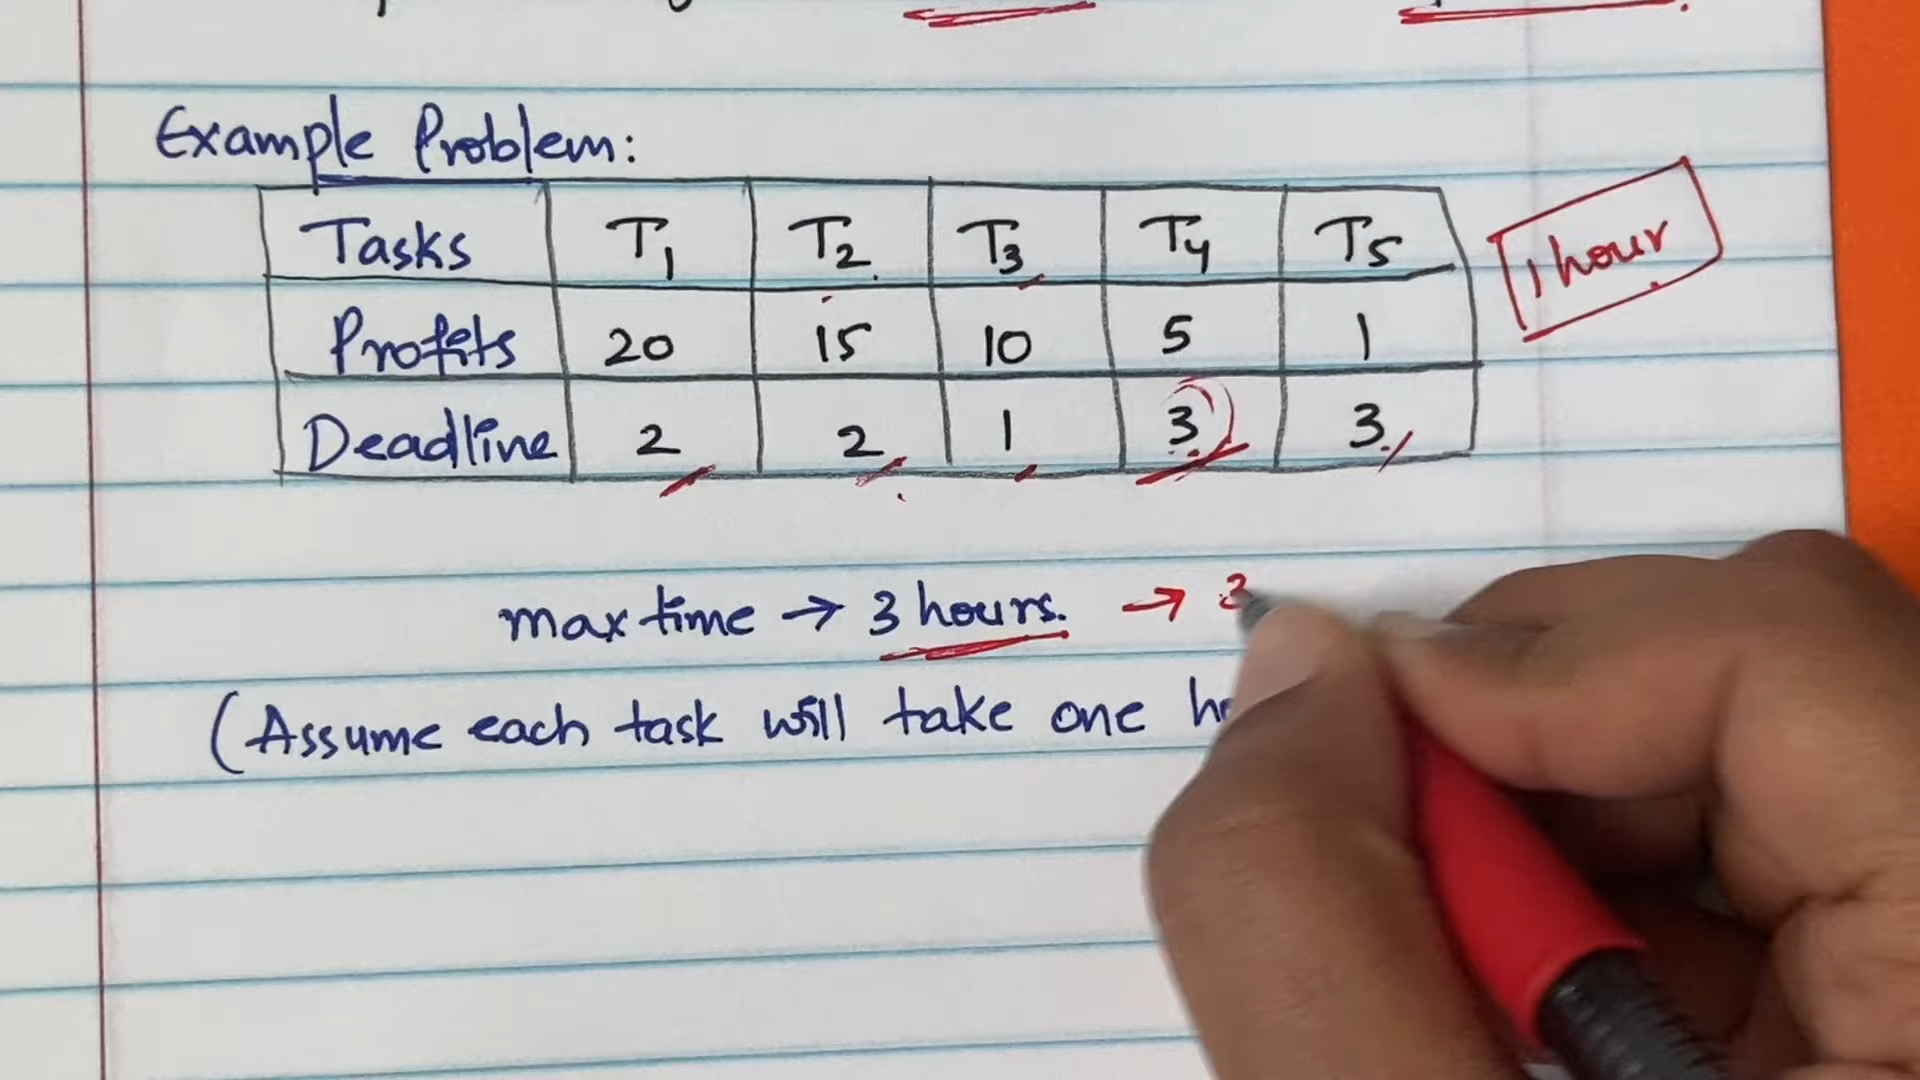 Example Problem:
Tasks T1 T2 T3 T4 T5
1 hour
Profits 20 15 10 5 1
Deadline 2 2 1 3 3
max time → 3 hours. → 3
(Assume each task will take one